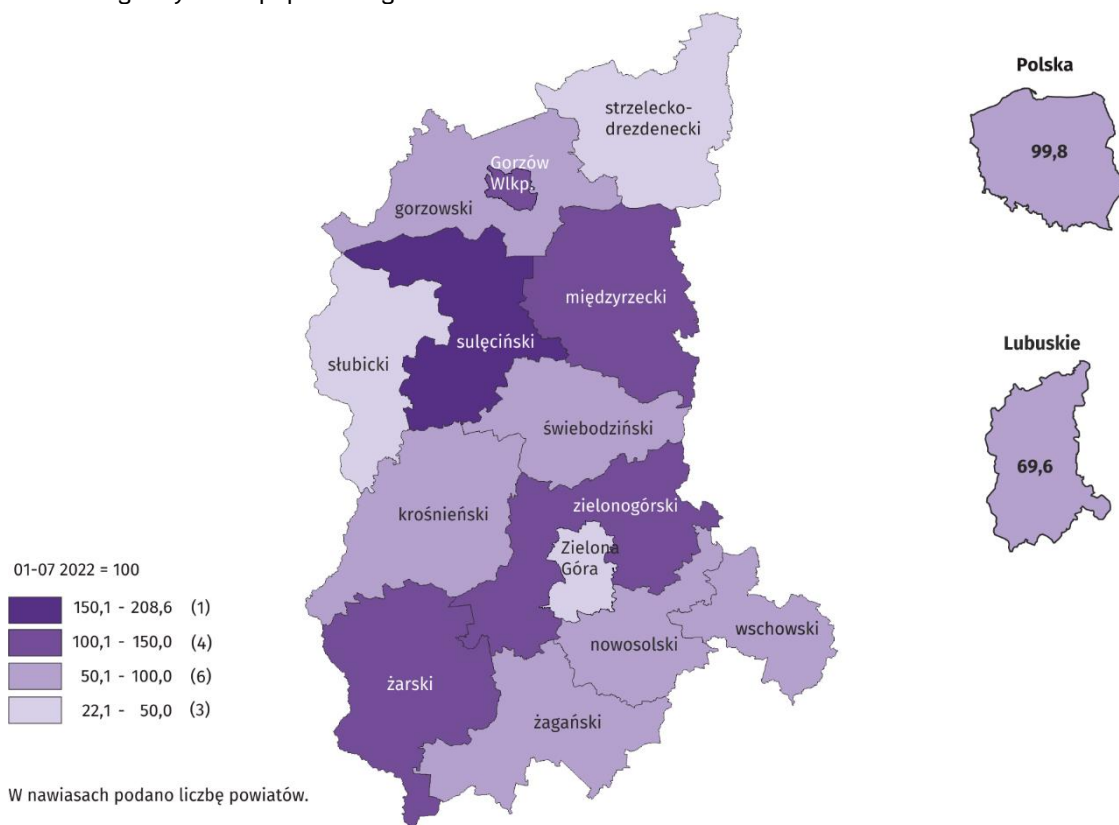 strzelecko-
drezdenecki
Gorzów
Wlkp.
gorzowski
międzyrzecki
sulęciński
słubicki
świebodziński
zielonogórski
krośnieński
Zielona
Góra
wschowski
nowosolski
żarski
żagański
Polska
99,8
Lubuskie
69,6
01-07 2022 = 100
150,1 - 208,6 (1)
100,1 - 150,0 (4)
50,1 - 100,0 (6)
22,1 - 50,0 (3)
W nawiasach podano liczbę powiatów.